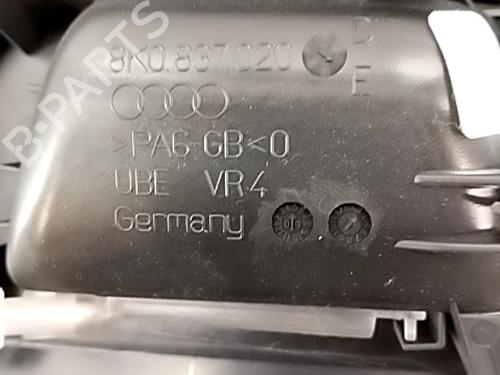 8K0.837.020 D
E
>PA6-GB<0
UBE VR4
Germany
B-PARTS